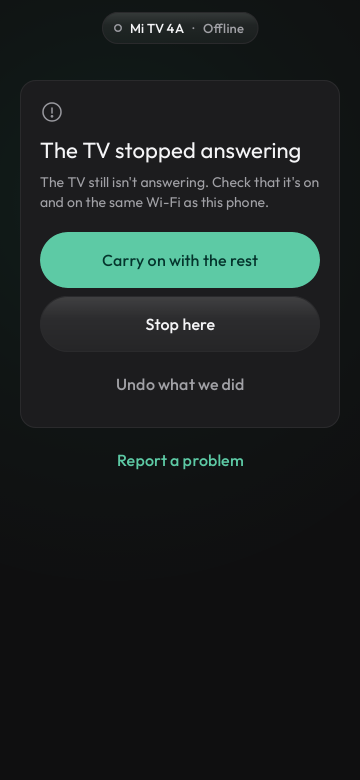 Mi TV 4A · Offline
The TV stopped answering
The TV still isn't answering. Check that it's on
and on the same Wi-Fi as this phone.
Carry on with the rest
Stop here
Undo what we did
Report a problem